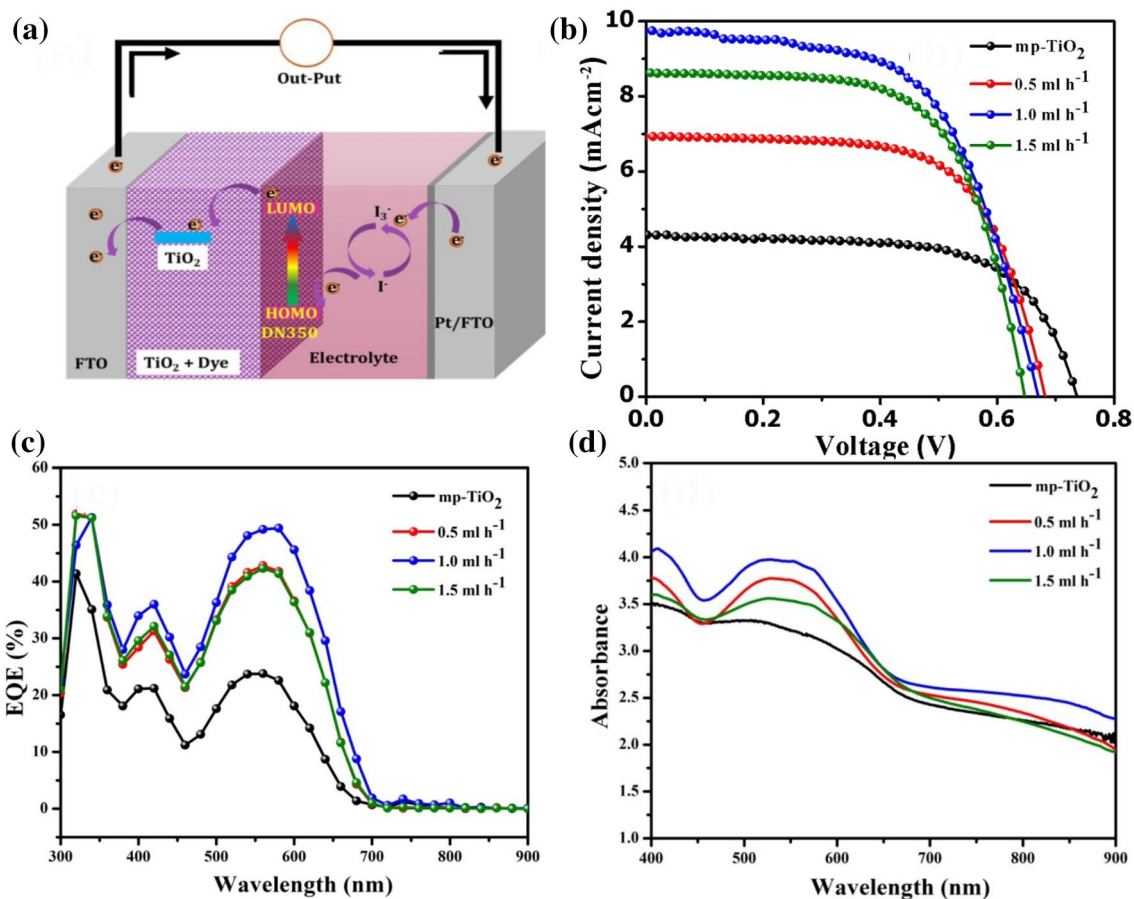 (a)
Out-Put
e⁻
e⁻
LUMO
e⁻
e⁻
e⁻
I₃⁻
e⁻
e⁻
TiO₂
e⁻
e⁻
I⁻
HOMO
DN350
Pt/FTO
FTO
TiO₂ + Dye
Electrolyte
(b)
mp-TiO₂
0.5 ml h⁻¹
1.0 ml h⁻¹
1.5 ml h⁻¹
Current density (mAcm⁻²)
10
8
6
4
2
0
0.0 0.2 0.4 0.6 0.8
Voltage (V)
(c)
mp-TiO₂
0.5 ml h⁻¹
1.0 ml h⁻¹
1.5 ml h⁻¹
EQE (%)
60
50
40
30
20
10
0
300 400 500 600 700 800 900
Wavelength (nm)
(d)
mp-TiO₂
0.5 ml h⁻¹
1.0 ml h⁻¹
1.5 ml h⁻¹
Absorbance
5.0
4.5
4.0
3.5
3.0
2.5
2.0
1.5
1.0
400 500 600 700 800 900
Wavelength (nm)